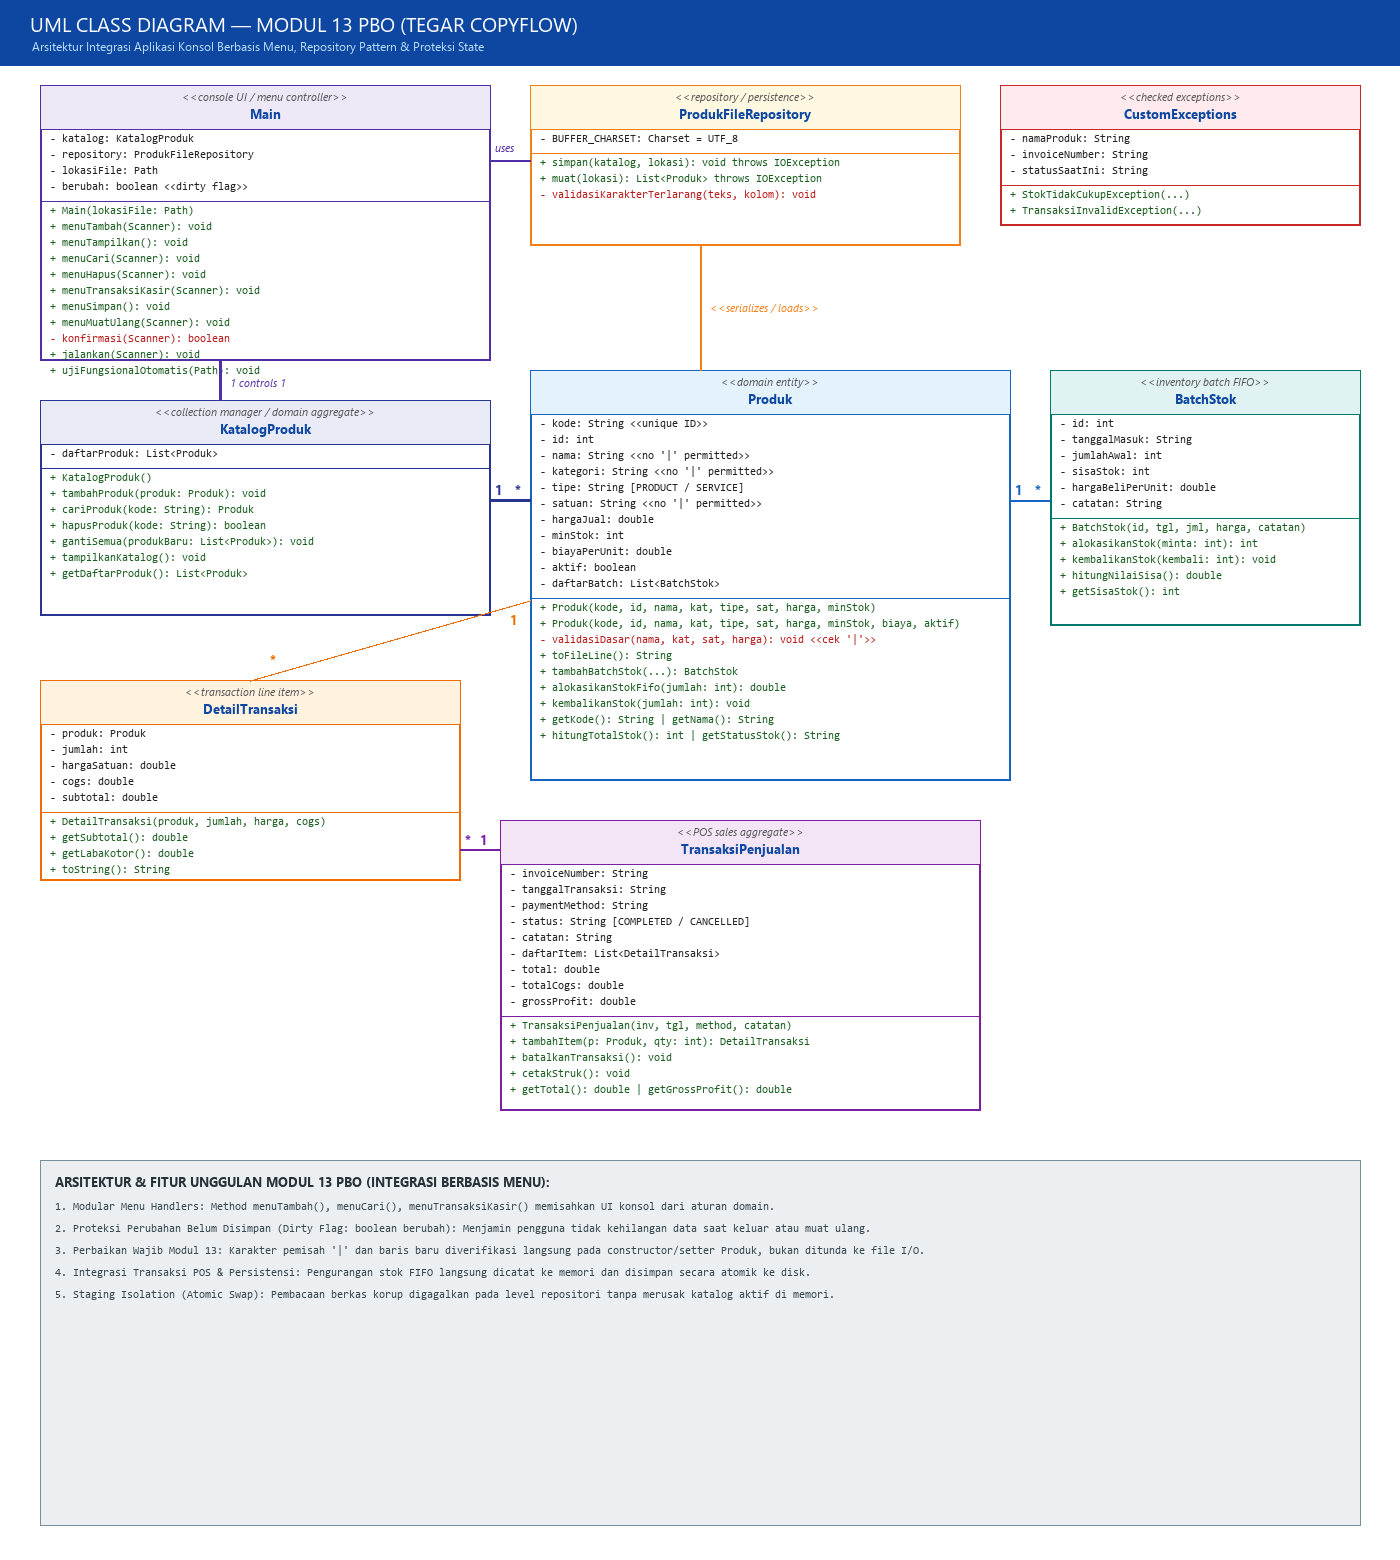 UML CLASS DIAGRAM — MODUL 13 PBO (TEGAR COPYFLOW)
Arsitektur Integrasi Aplikasi Konsol Berbasis Menu, Repository Pattern & Proteksi State
<<console UI / menu controller>>
Main
- katalog: KatalogProduk
- repository: ProdukFileRepository
- lokasiFile: Path
- berubah: boolean <<dirty flag>>
+ Main(lokasiFile: Path)
+ menuTambah(Scanner): void
+ menuTampilkan(): void
+ menuCari(Scanner): void
+ menuHapus(Scanner): void
+ menuTransaksiKasir(Scanner): void
+ menuSimpan(): void
+ menuMuatUlang(Scanner): void
- konfirmasi(Scanner): boolean
+ jalankan(Scanner): void
+ ujiFungsionalOtomatis(Path): void
uses
<<repository / persistence>>
ProdukFileRepository
- BUFFER_CHARSET: Charset = UTF_8
+ simpan(katalog, lokasi): void throws IOException
+ muat(lokasi): List<Produk> throws IOException
- validasiKarakterTerlarang(teks, kolom): void
<<checked exceptions>>
CustomExceptions
- namaProduk: String
- invoiceNumber: String
- statusSaatIni: String
+ StokTidakCukupException(...)
+ TransaksiInvalidException(...)
<<serializes / loads>>
1 controls 1
<<collection manager / domain aggregate>>
KatalogProduk
- daftarProduk: List<Produk>
+ KatalogProduk()
+ tambahProduk(produk: Produk): void
+ cariProduk(kode: String): Produk
+ hapusProduk(kode: String): boolean
+ gantiSemua(produkBaru: List<Produk>): void
+ tampilkanKatalog(): void
+ getDaftarProduk(): List<Produk>
1 *
<<domain entity>>
Produk
- kode: String <<unique ID>>
- id: int
- nama: String <<no '|' permitted>>
- kategori: String <<no '|' permitted>>
- tipe: String [PRODUCT / SERVICE]
- satuan: String <<no '|' permitted>>
- hargaJual: double
- minStok: int
- biayaPerUnit: double
- aktif: boolean
- daftarBatch: List<BatchStok>
+ Produk(kode, id, nama, kat, tipe, sat, harga, minStok)
+ Produk(kode, id, nama, kat, tipe, sat, harga, minStok, biaya, aktif)
- validasiDasar(nama, kat, sat, harga): void <<cek '|'>>
+ toFileLine(): String
+ tambahBatchStok(...): BatchStok
+ alokasikanStokFifo(jumlah: int): double
+ kembalikanStok(jumlah: int): void
+ getKode(): String | getNama(): String
+ hitungTotalStok(): int | getStatusStok(): String
1 *
<<inventory batch FIFO>>
BatchStok
- id: int
- tanggalMasuk: String
- jumlahAwal: int
- sisaStok: int
- hargaBeliPerUnit: double
- catatan: String
+ BatchStok(id, tgl, jml, harga, catatan)
+ alokasikanStok(minta: int): int
+ kembalikanStok(kembali: int): void
+ hitungNilaiSisa(): double
+ getSisaStok(): int
1
*
<<transaction line item>>
DetailTransaksi
- produk: Produk
- jumlah: int
- hargaSatuan: double
- cogs: double
- subtotal: double
+ DetailTransaksi(produk, jumlah, harga, cogs)
+ getSubtotal(): double
+ getLabaKotor(): double
+ toString(): String
* 1
<<POS sales aggregate>>
TransaksiPenjualan
- invoiceNumber: String
- tanggalTransaksi: String
- paymentMethod: String
- status: String [COMPLETED / CANCELLED]
- catatan: String
- daftarItem: List<DetailTransaksi>
- total: double
- totalCogs: double
- grossProfit: double
+ TransaksiPenjualan(inv, tgl, method, catatan)
+ tambahItem(p: Produk, qty: int): DetailTransaksi
+ batalkanTransaksi(): void
+ cetakStruk(): void
+ getTotal(): double | getGrossProfit(): double
ARSITEKTUR & FITUR UNGGULAN MODUL 13 PBO (INTEGRASI BERBASIS MENU):
1. Modular Menu Handlers: Method menuTambah(), menuCari(), menuTransaksiKasir() memisahkan UI konsol dari aturan domain.
2. Proteksi Perubahan Belum Disimpan (Dirty Flag: boolean berubah): Menjamin pengguna tidak kehilangan data saat keluar atau muat ulang.
3. Perbaikan Wajib Modul 13: Karakter pemisah '|' dan baris baru diverifikasi langsung pada constructor/setter Produk, bukan ditunda ke file I/O.
4. Integrasi Transaksi POS & Persistensi: Pengurangan stok FIFO langsung dicatat ke memori dan disimpan secara atomik ke disk.
5. Staging Isolation (Atomic Swap): Pembacaan berkas korup digagalkan pada level repositori tanpa merusak katalog aktif di memori.